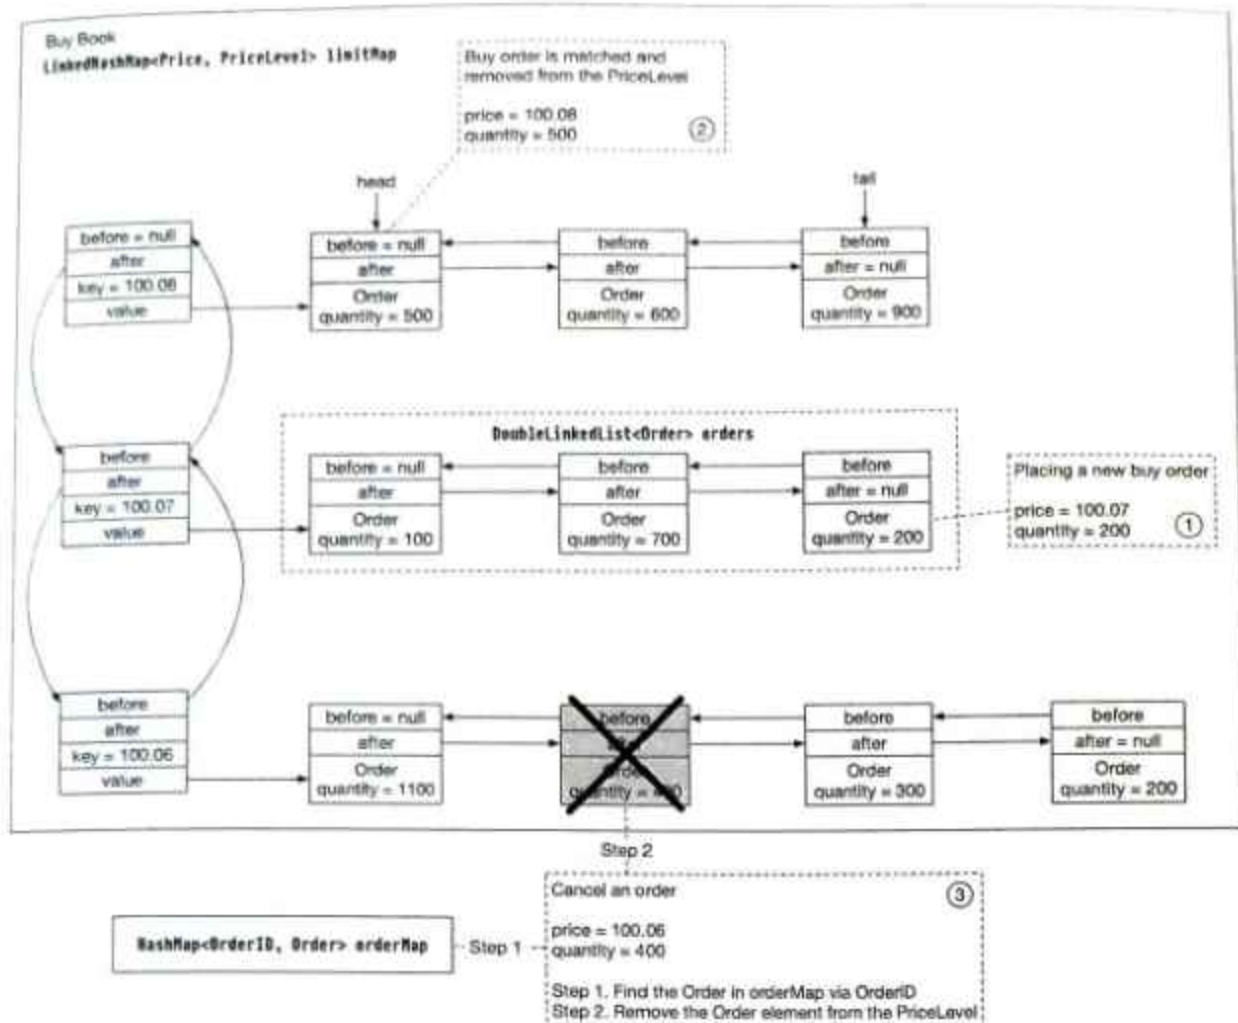 Buy Book
LinkedHashMap<Price, PriceLevel> limitMap
Buy order is matched and
removed from the PriceLevel
price = 100.08
quantity = 500
2
head
tail
before = null
after
key = 100.08
value
before = null
after
Order
quantity = 500
before
after
Order
quantity = 600
before
after = null
Order
quantity = 900
DoubleLinkedList<Order> orders
before
after
key = 100.07
value
before = null
after
Order
quantity = 100
before
after
Order
quantity = 700
before
after = null
Order
quantity = 200
Placing a new buy order
price = 100.07
quantity = 200
1
before
after
key = 100.06
value
before = null
after
Order
quantity = 1100
before
Order
quantity =
before
after
Order
quantity = 300
before
after = null
Order
quantity = 200
Step 2
HashMap<OrderID, Order> orderMap
Step 1
Cancel an order
3
price = 100.06
quantity = 400
Step 1. Find the Order in orderMap via OrderID
Step 2. Remove the Order element from the PriceLevel